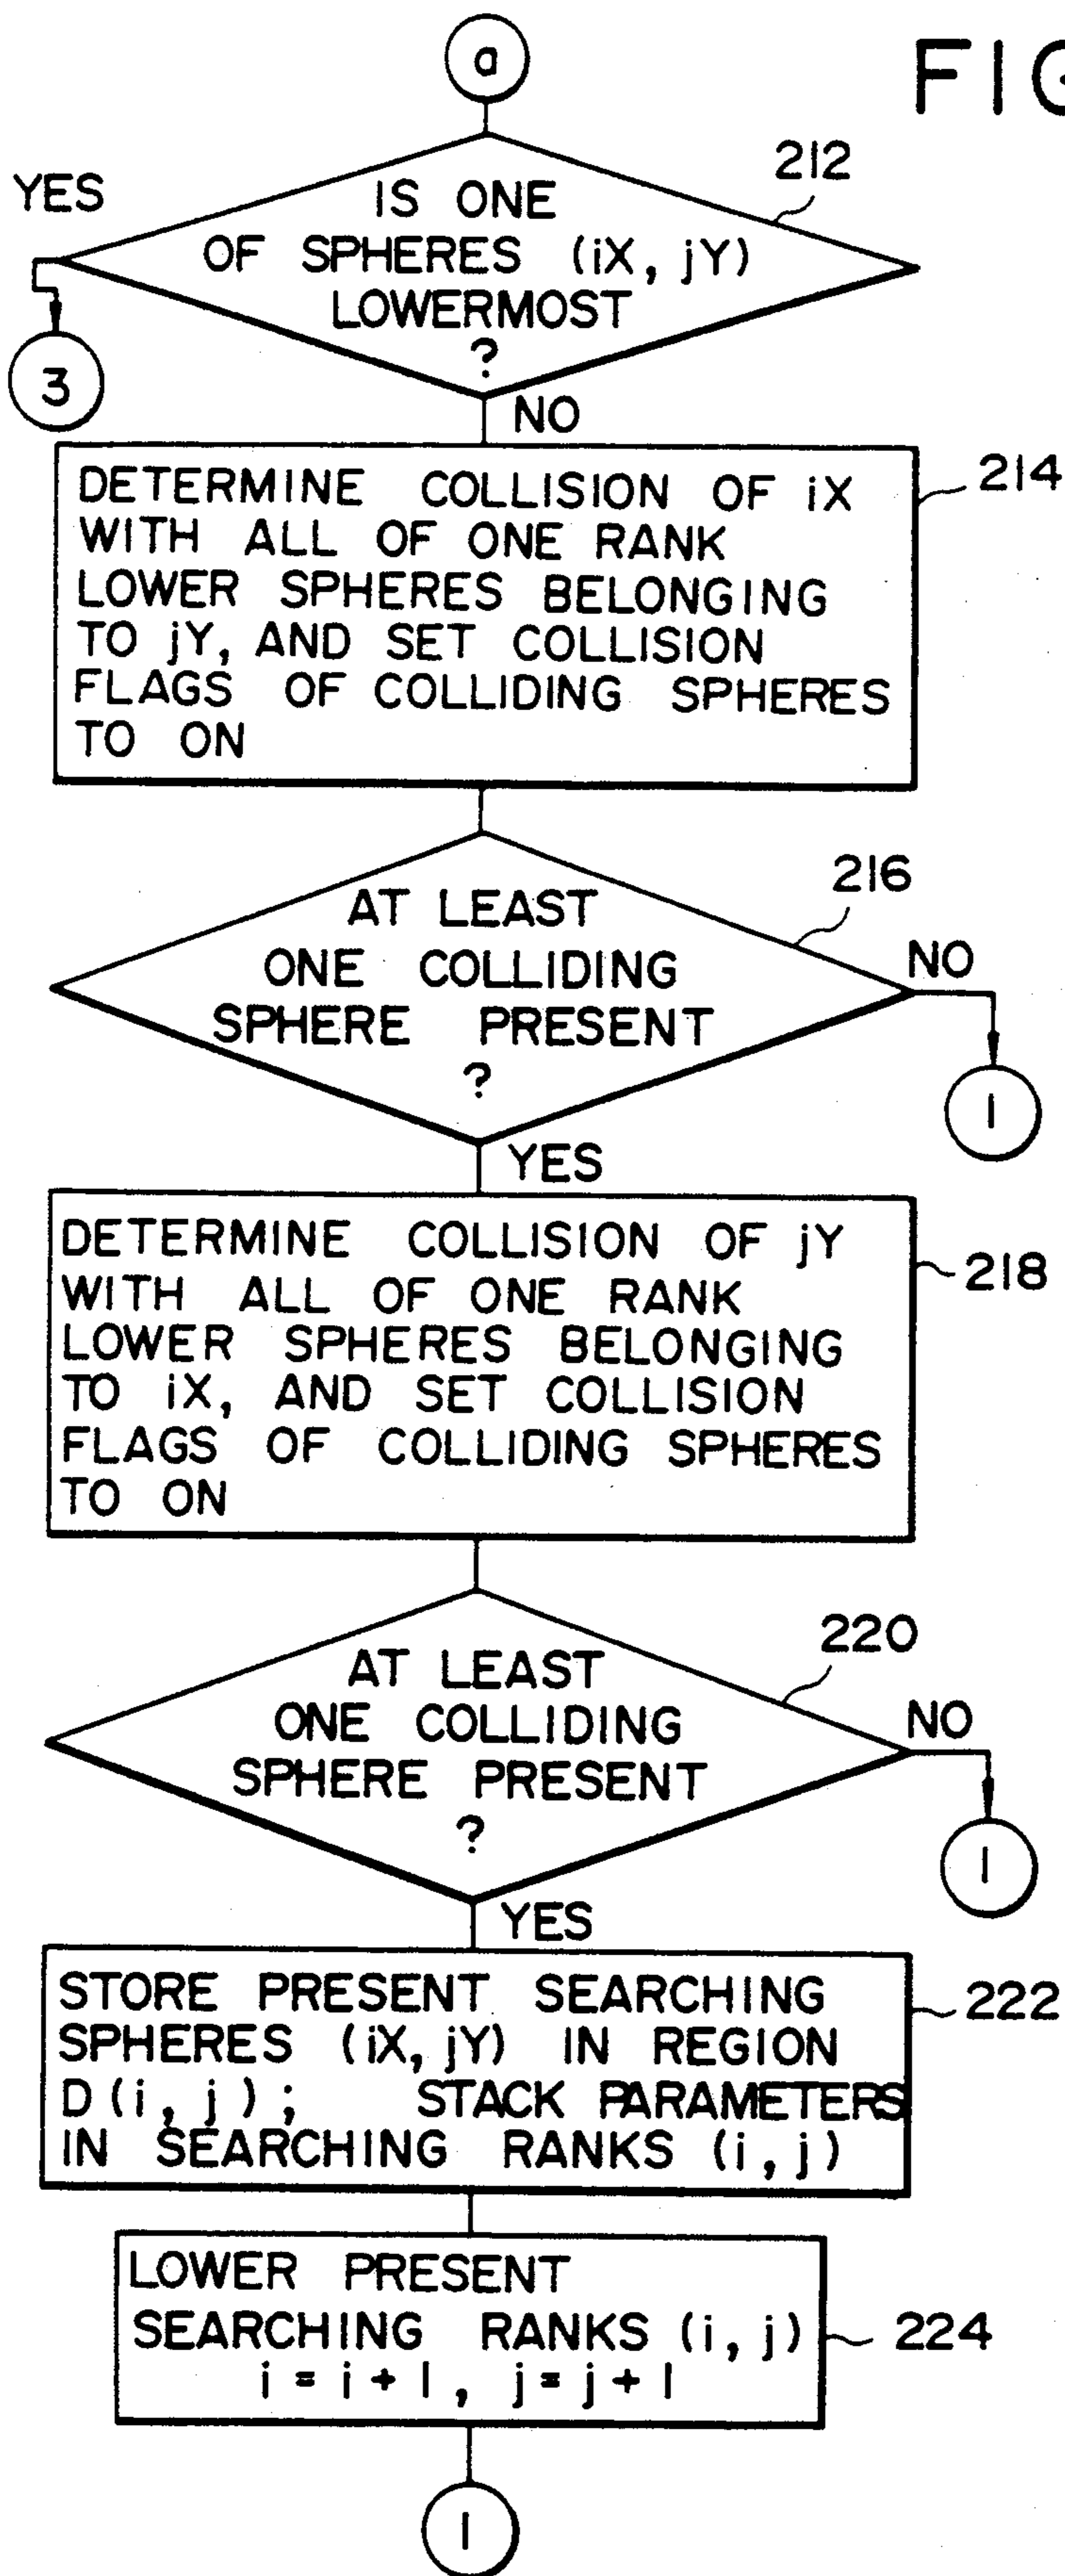 a
FIG
212
YES
IS ONE
OF SPHERES (iX, jY)
LOWERMOST
?
3
NO
214
DETERMINE COLLISION OF iX
WITH ALL OF ONE RANK
LOWER SPHERES BELONGING
TO jY, AND SET COLLISION
FLAGS OF COLLIDING SPHERES
TO ON
216
AT LEAST
ONE COLLIDING
SPHERE PRESENT
?
NO
1
YES
218
DETERMINE COLLISION OF jY
WITH ALL OF ONE RANK
LOWER SPHERES BELONGING
TO iX, AND SET COLLISION
FLAGS OF COLLIDING SPHERES
TO ON
220
AT LEAST
ONE COLLIDING
SPHERE PRESENT
?
NO
1
YES
222
STORE PRESENT SEARCHING
SPHERES (iX, jY) IN REGION
D(i, j); STACK PARAMETERS
IN SEARCHING RANKS (i, j)
LOWER PRESENT
SEARCHING RANKS (i, j)
i = i + 1, j = j + 1
224
1